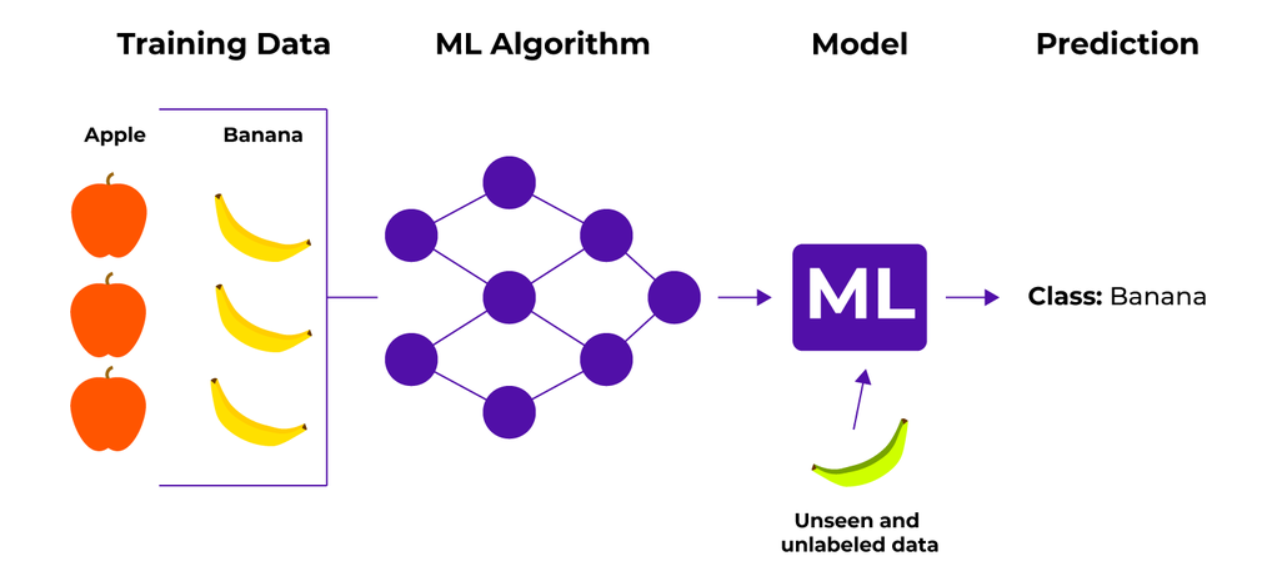 Training Data
ML Algorithm
Model
Prediction
Apple
Banana
ML
Class: Banana
Unseen and
unlabeled data